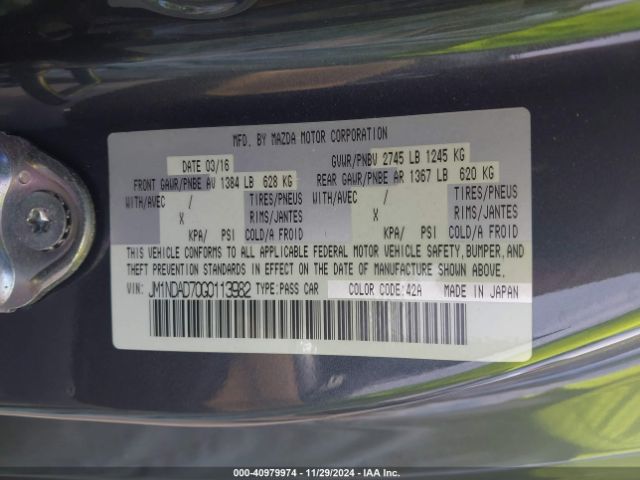 MFD. BY MAZDA MOTOR CORPORATION
DATE 03/16 GVWR/PNBV 2745 LB 1245 KG
FRONT GAWR/PNBE AV 1384 LB 628 KG REAR GAWR/PNBE AR 1367 LB 620 KG
WITH/AVEC / TIRES/PNEUS WITH/AVEC / TIRES/PNEUS
X RIMS/JANTES X RIMS/JANTES
KPA/ PSI COLD/A FROID KPA/ PSI COLD/A FROID
THIS VEHICLE CONFORMS TO ALL APPLICABLE FEDERAL MOTOR VEHICLE SAFETY, BUMPER, AND
THEFT PREVENTION STANDARDS IN EFFECT ON THE DATE OF MANUFACTURE SHOWN ABOVE.
VIN: JM1NDAD70G0113982 TYPE:PASS CAR COLOR CODE:42A MADE IN JAPAN
000-40979974 - 11/29/2024 - IAA Inc.